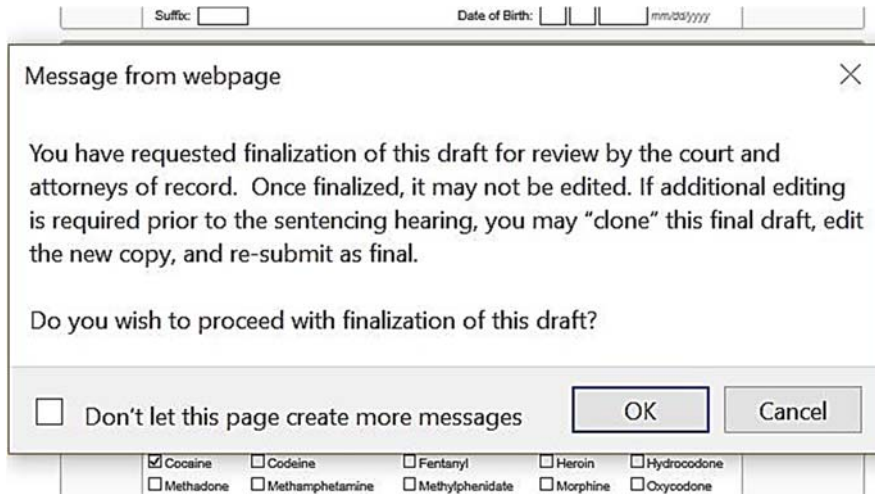 Suffix: Date of Birth: mm/dd/yyyy
Message from webpage
You have requested finalization of this draft for review by the court and
attorneys of record.  Once finalized, it may not be edited. If additional editing
is required prior to the sentencing hearing, you may “clone” this final draft, edit
the new copy, and re-submit as final.
Do you wish to proceed with finalization of this draft?
Don’t let this page create more messages OK Cancel
Cocaine Codeine Fentanyl Heroin Hydrocodone
Methadone Methamphetamine Methylphenidate Morphine Oxycodone